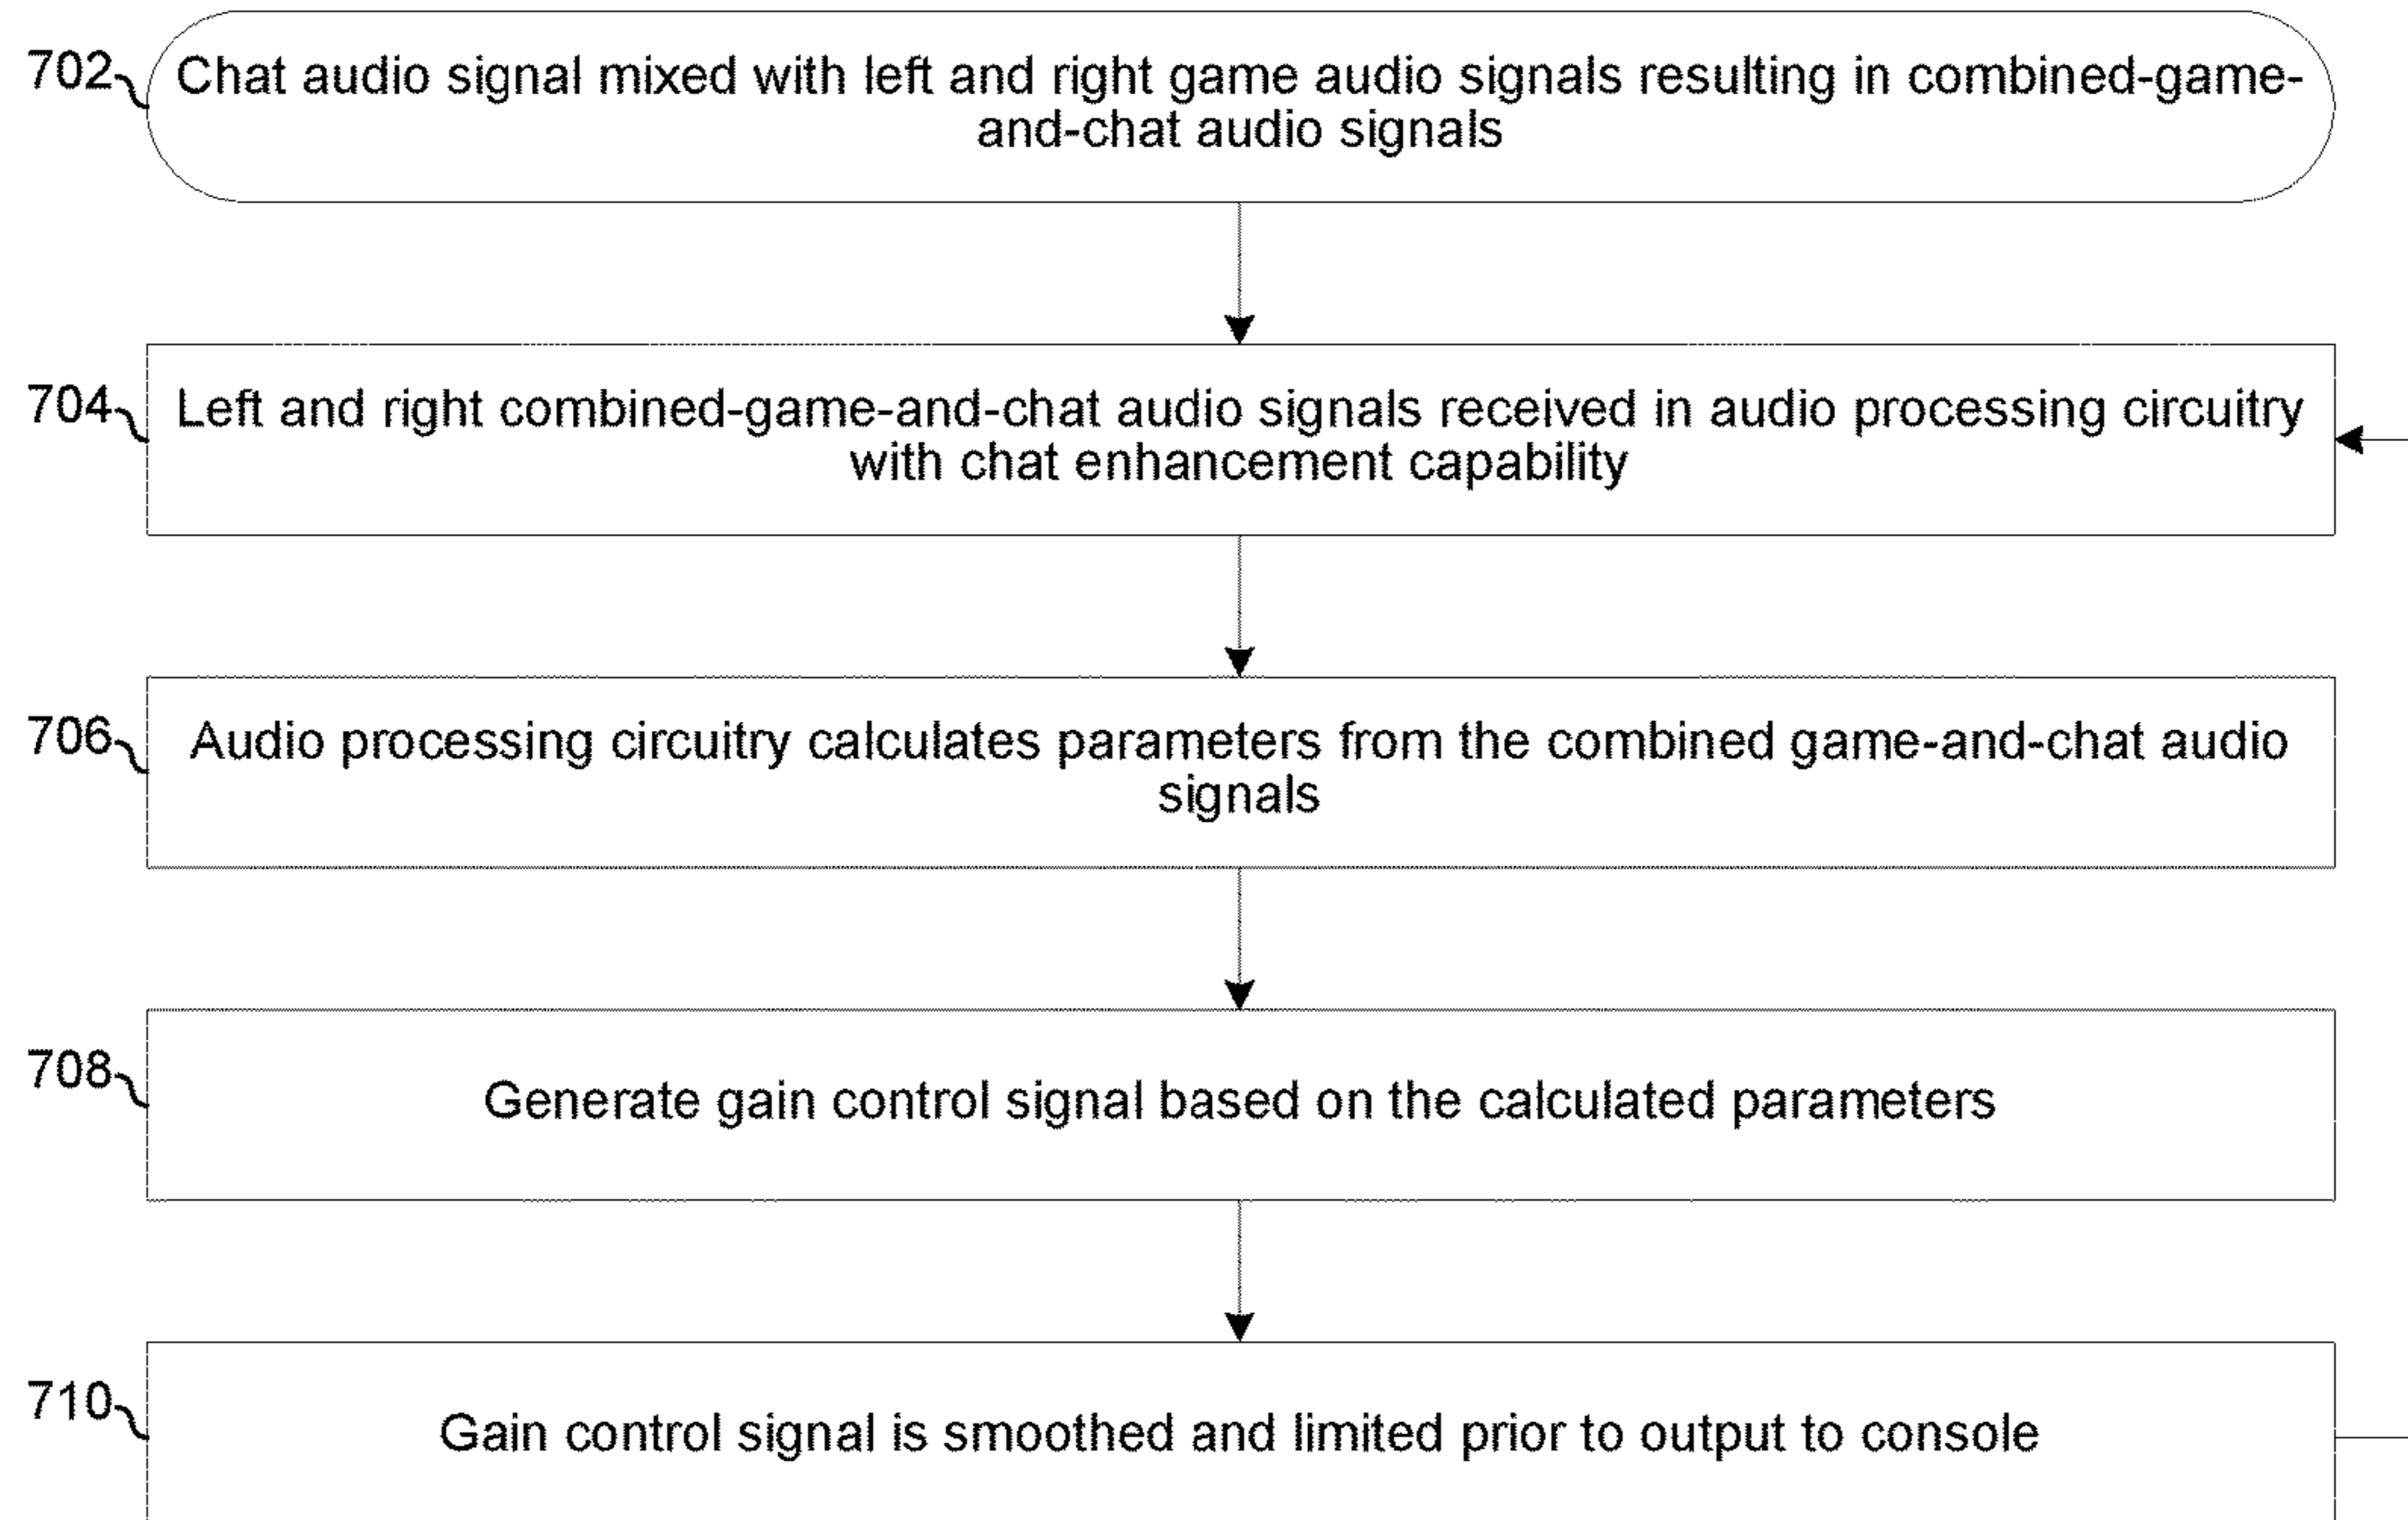 702
Chat audio signal mixed with left and right game audio signals resulting in combined-game-
and-chat audio signals
704
Left and right combined-game-and-chat audio signals received in audio processing circuitry
with chat enhancement capability
706
Audio processing circuitry calculates parameters from the combined game-and-chat audio
signals
708
Generate gain control signal based on the calculated parameters
710
Gain control signal is smoothed and limited prior to output to console